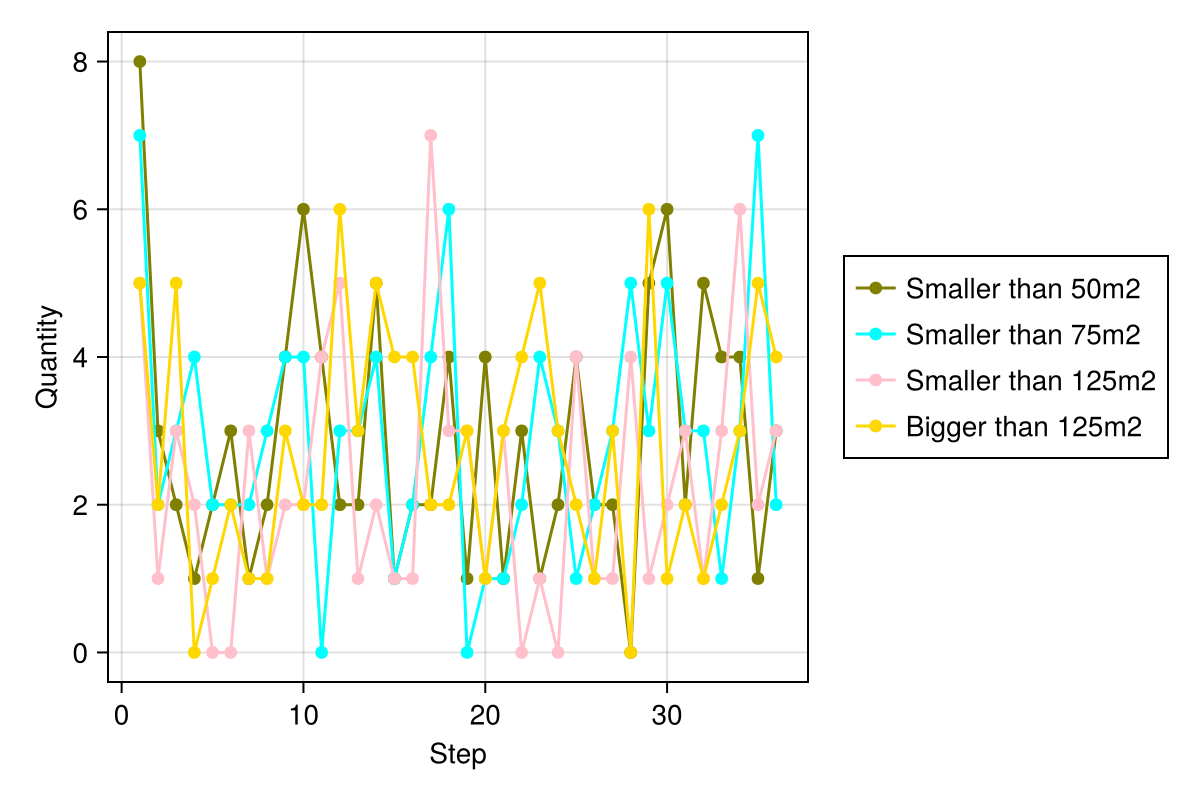 8
6
4
2
0
Quantity
0 10 20 30
Step
Smaller than 50m2
Smaller than 75m2
Smaller than 125m2
Bigger than 125m2